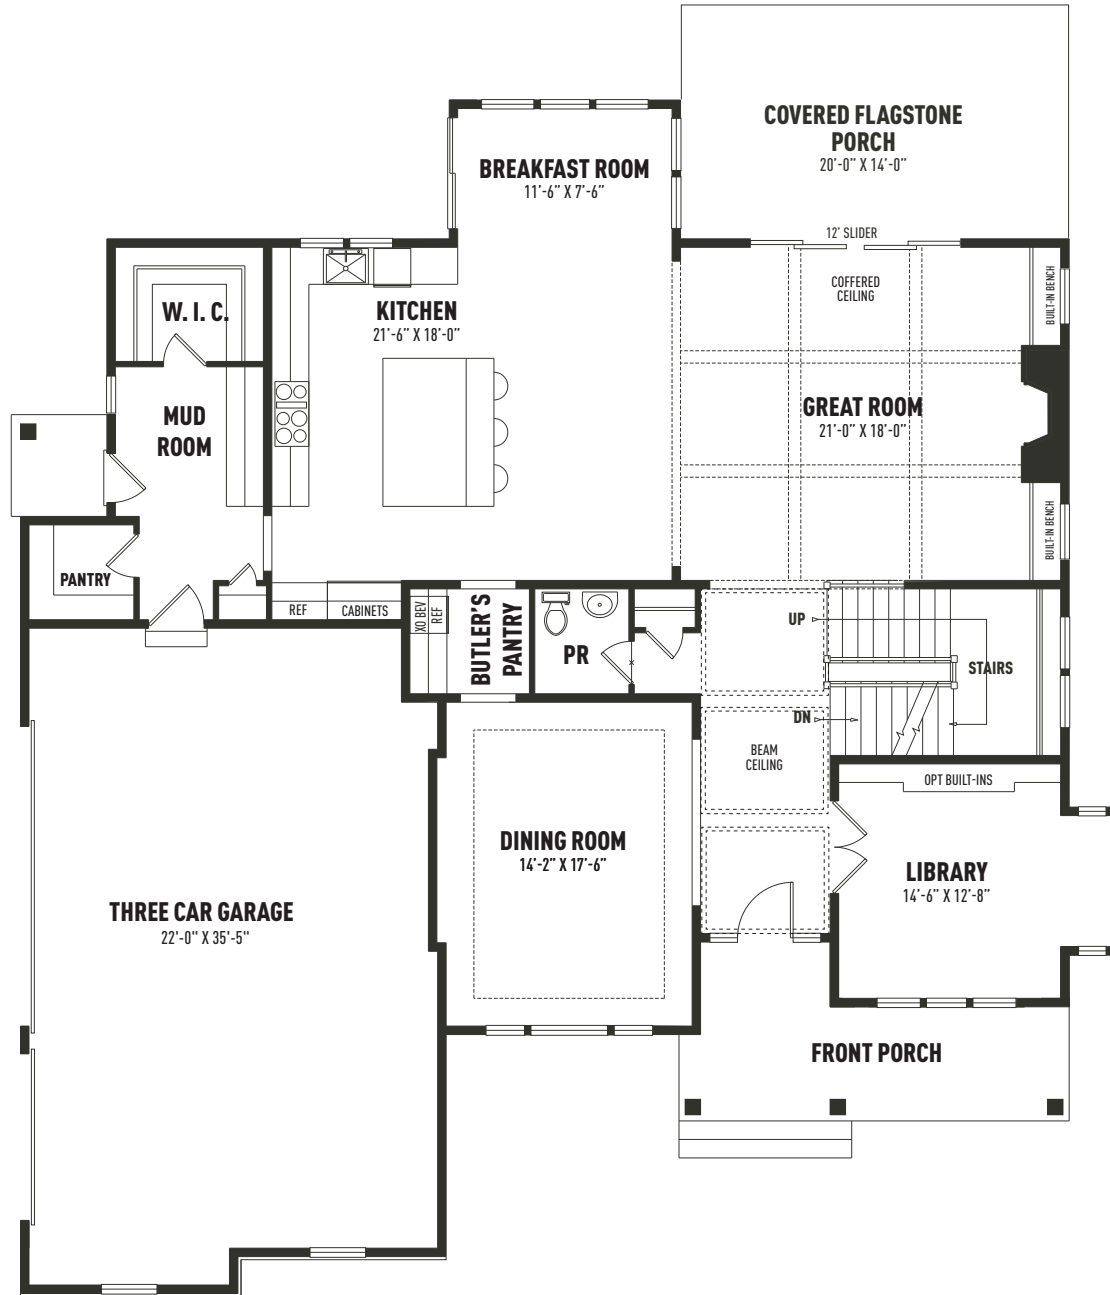 COVERED FLAGSTONE
PORCH
20'-0" X 14'-0"
BREAKFAST ROOM
11'-6" X 7'-6"
12' SLIDER
COFFERED
CEILING
BUILT-IN BENCH
W. I. C.
KITCHEN
21'-6" X 18'-0"
MUD
ROOM
GREAT ROOM
21'-0" X 18'-0"
BUILT-IN BENCH
PANTRY
REF
CABINETS
XO BEV
REF
BUTLER'S
PANTRY
PR
UP
STAIRS
DN
BEAM
CEILING
OPT BUILT-INS
DINING ROOM
14'-2" X 17'-6"
LIBRARY
14'-6" X 12'-8"
THREE CAR GARAGE
22'-0" X 35'-5"
FRONT PORCH